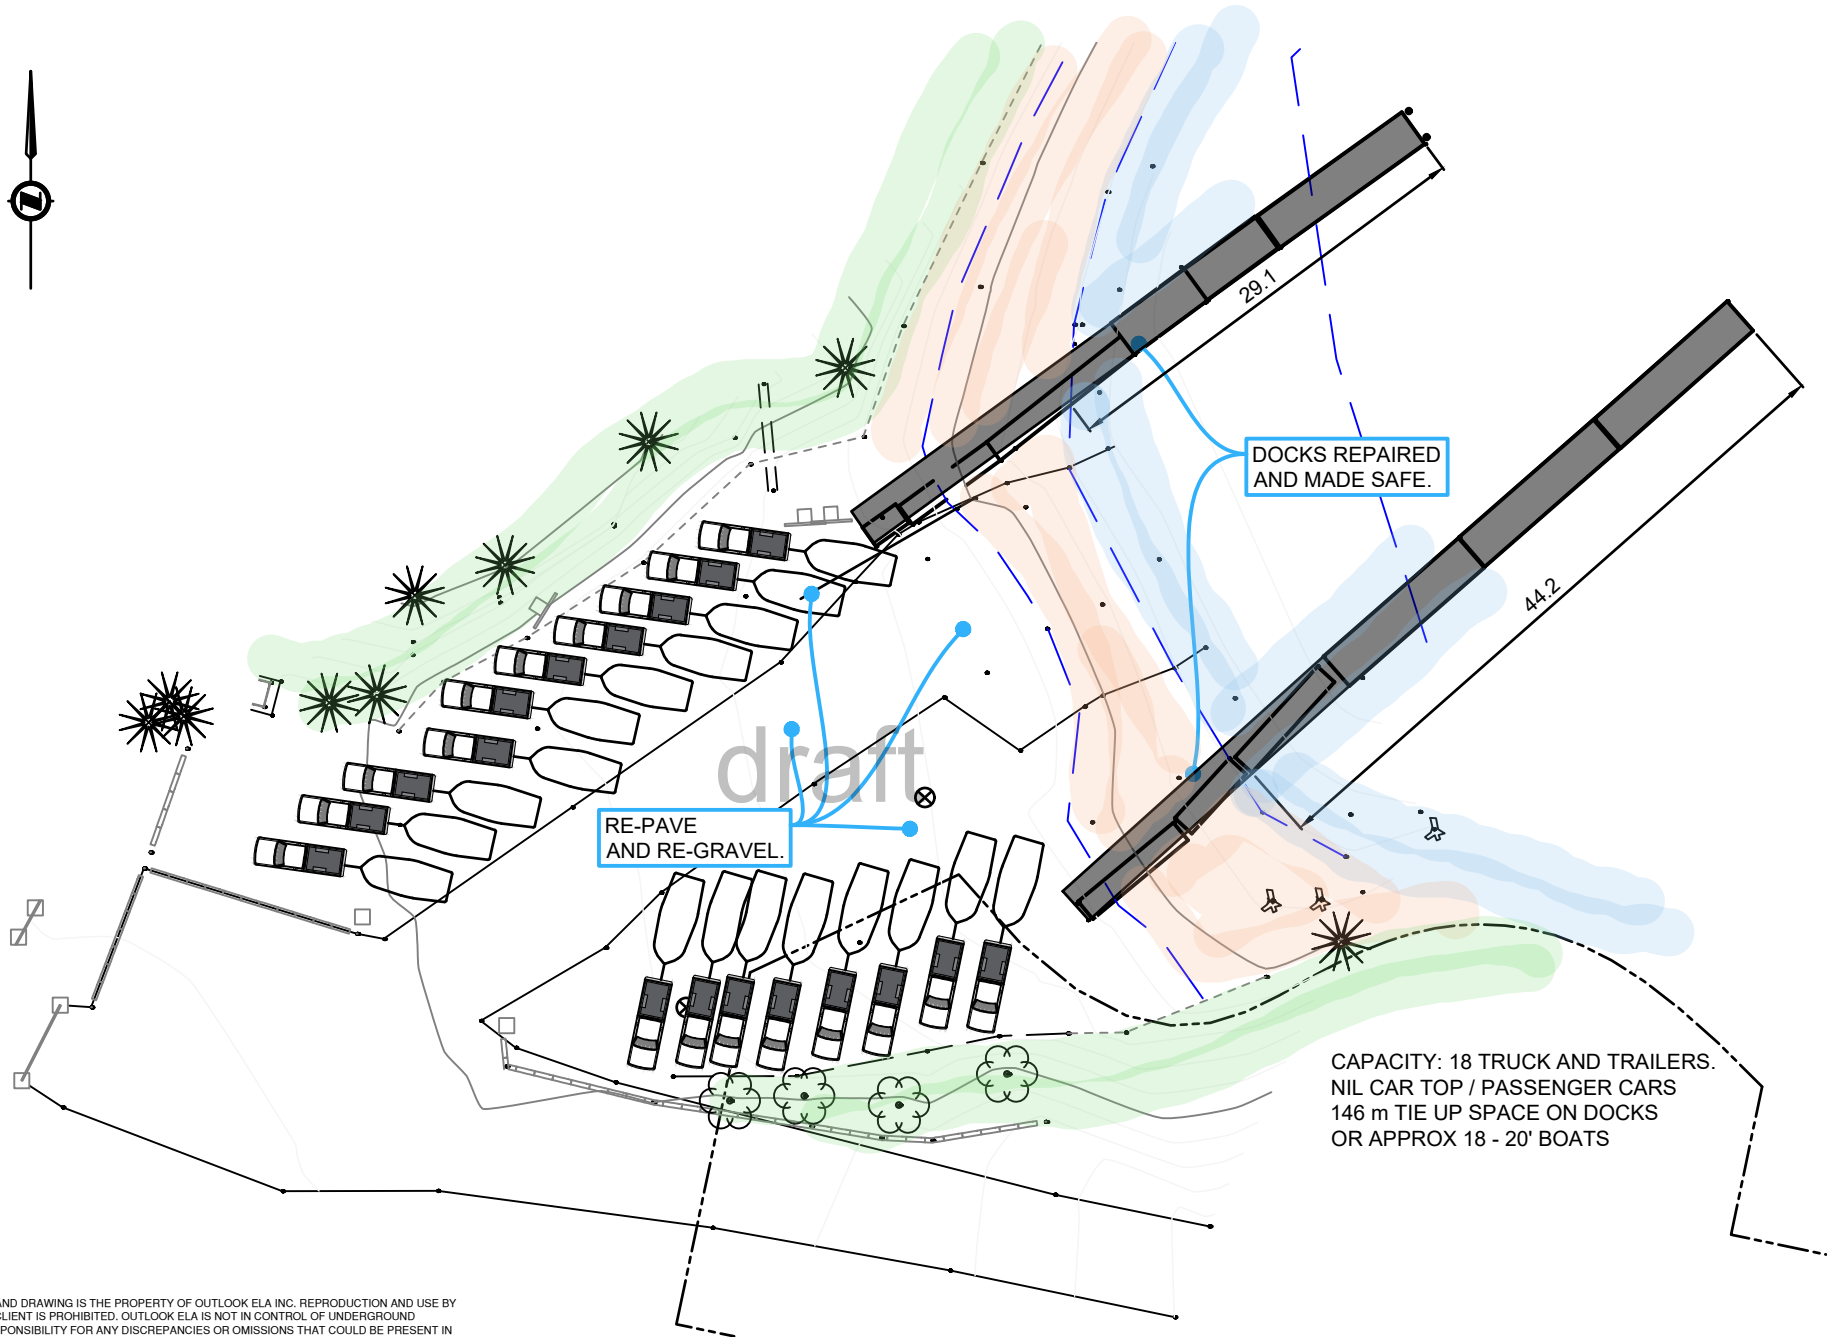 29.1
DOCKS REPAIRED
AND MADE SAFE.
44.2
draft
RE-PAVE
AND RE-GRAVEL.
CAPACITY: 18 TRUCK AND TRAILERS.
NIL CAR TOP / PASSENGER CARS
146 m TIE UP SPACE ON DOCKS
OR APPROX 18 - 20' BOATS
AND DRAWING IS THE PROPERTY OF OUTLOOK ELA INC. REPRODUCTION AND USE BY
CLIENT IS PROHIBITED. OUTLOOK ELA IS NOT IN CONTROL OF UNDERGROUND
PONSIBILITY FOR ANY DISCREPANCIES OR OMISSIONS THAT COULD BE PRESENT IN